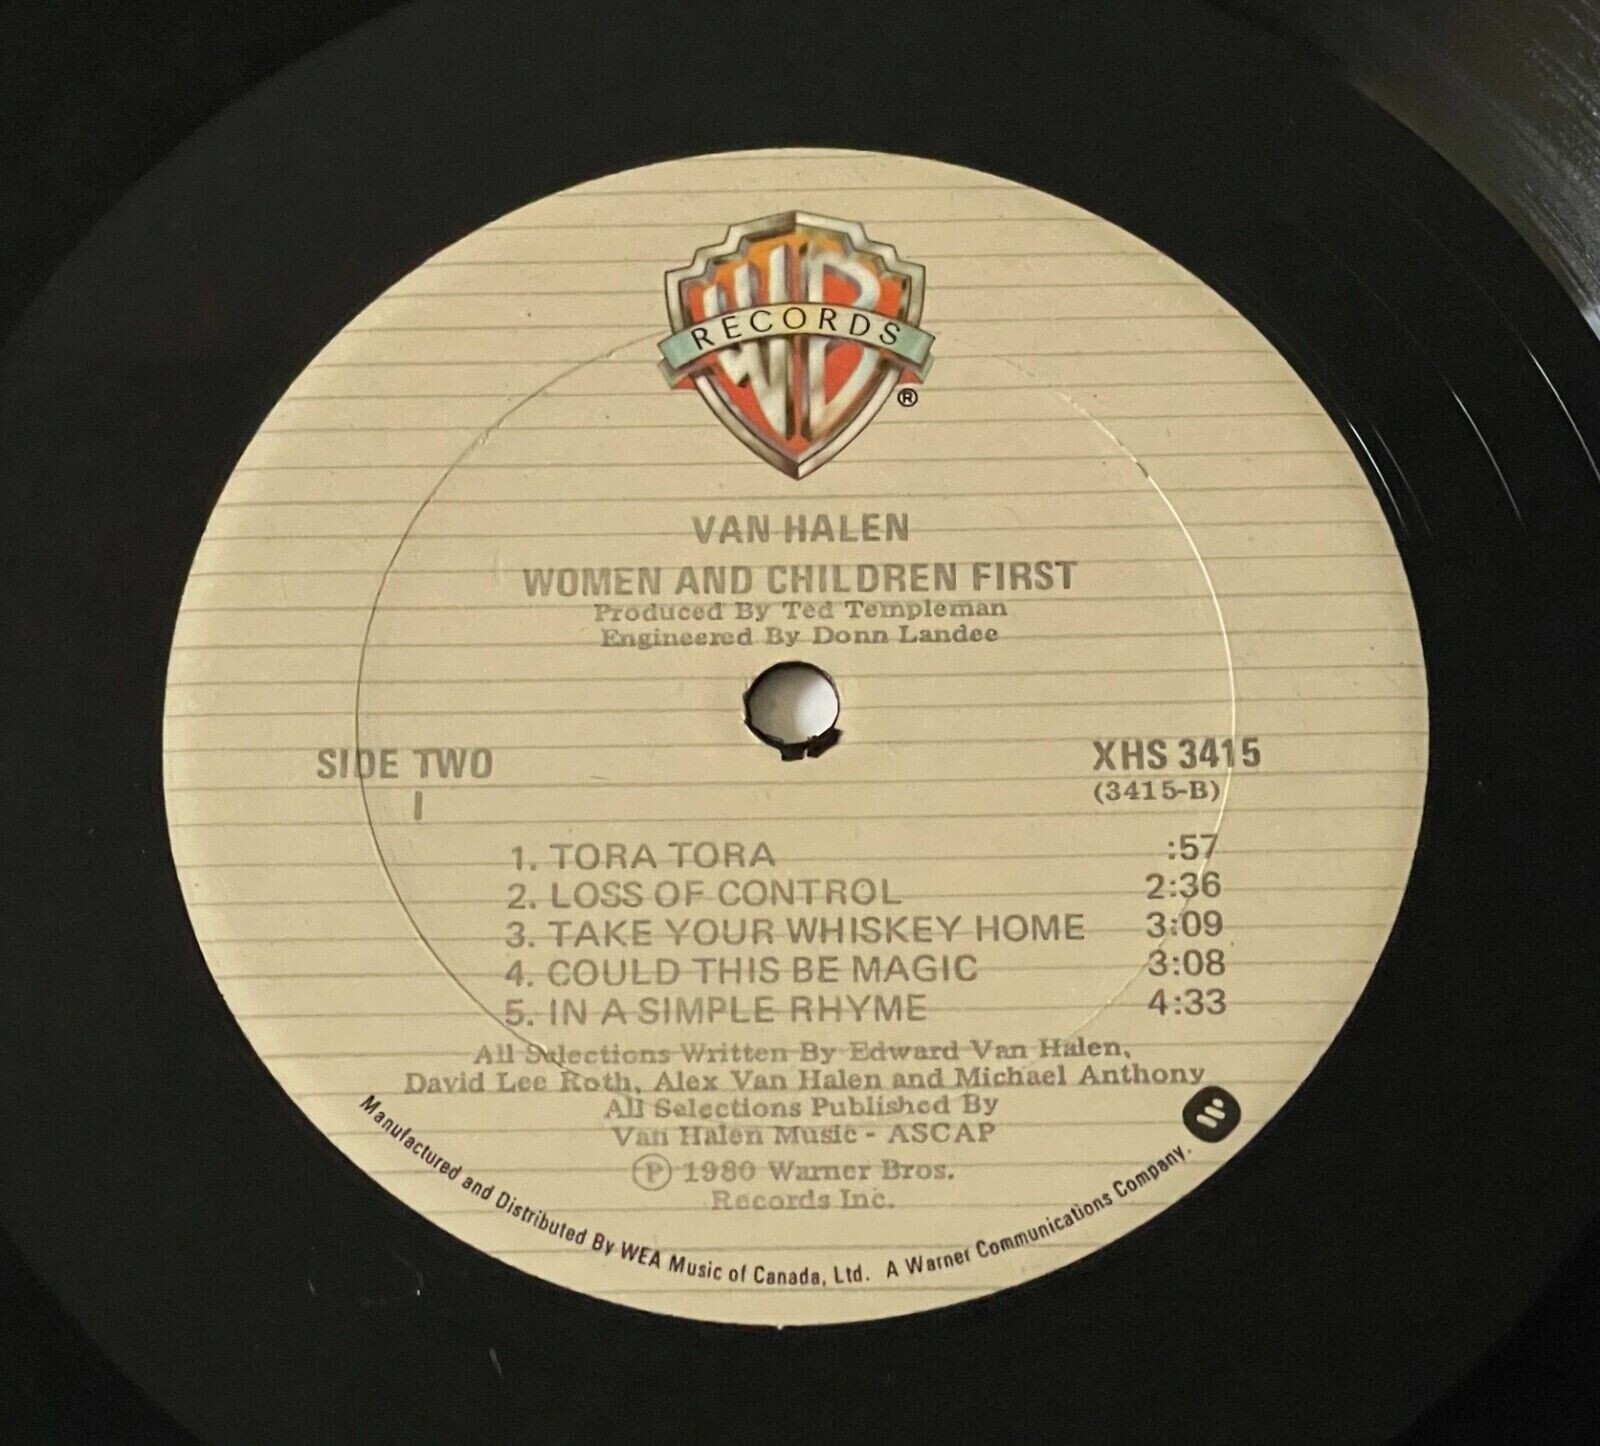 WB
RECORDS
®
VAN HALEN
WOMEN AND CHILDREN FIRST
Produced By Ted Templeman
Engineered By Donn Landee
SIDE TWO
XHS 3415
(3415-B)
1. TORA TORA :57
2. LOSS OF CONTROL 2:36
3. TAKE YOUR WHISKEY HOME 3:09
4. COULD THIS BE MAGIC 3:08
5. IN A SIMPLE RHYME 4:33
All Selections Written By Edward Van Halen,
David Lee Roth, Alex Van Halen and Michael Anthony
All Selections Published By
Van Halen Music - ASCAP
Ⓟ 1980 Warner Bros.
Records Inc.
Manufactured and Distributed By WEA Music of Canada, Ltd. A Warner Communications Company.